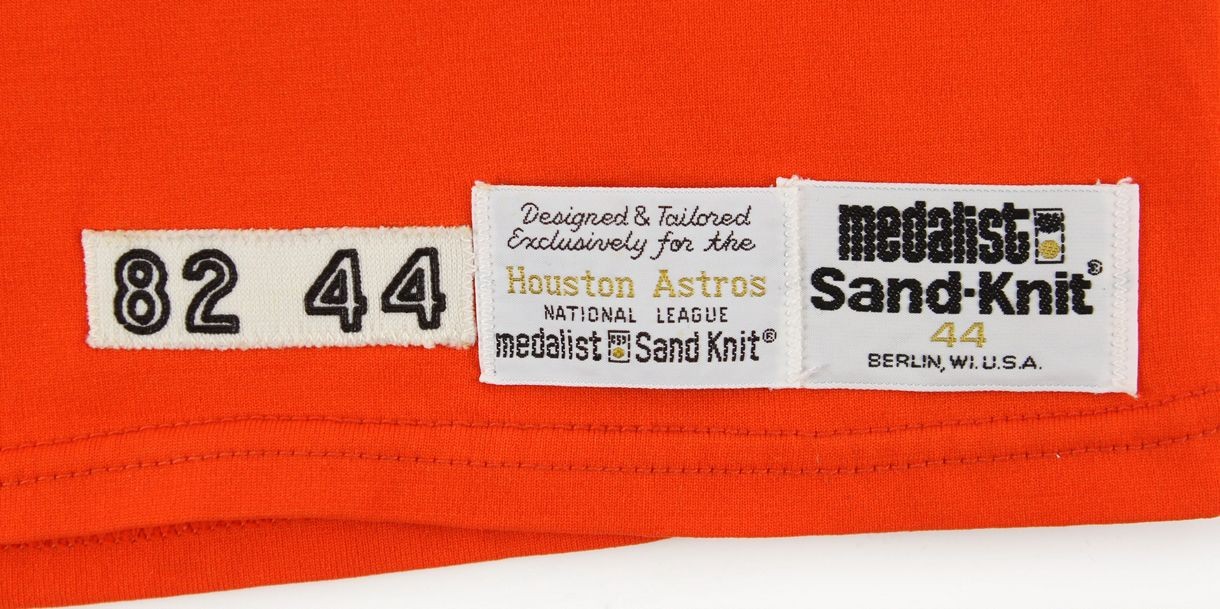 82 44
Designed & Tailored
Exclusively for the
Houston Astros
NATIONAL LEAGUE
medalist Sand Knit®
medalist
Sand-Knit®
44
BERLIN, WI. U.S.A.